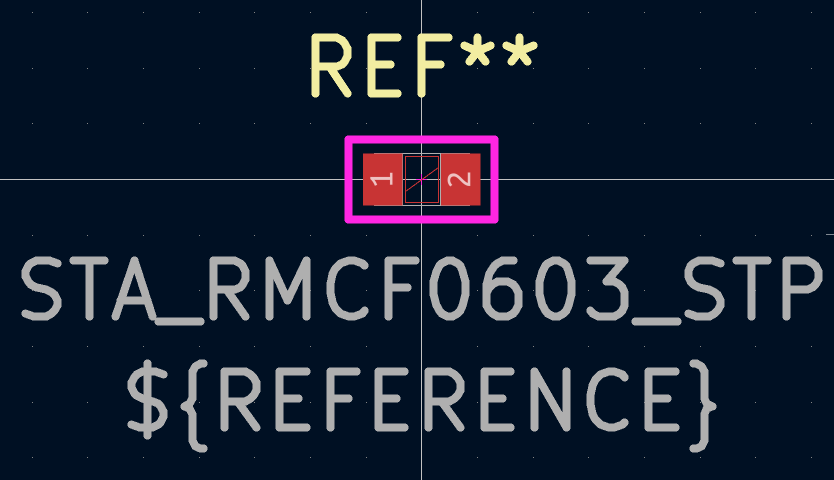 REF**
1 2
STA_RMCF0603_STP
${REFERENCE}